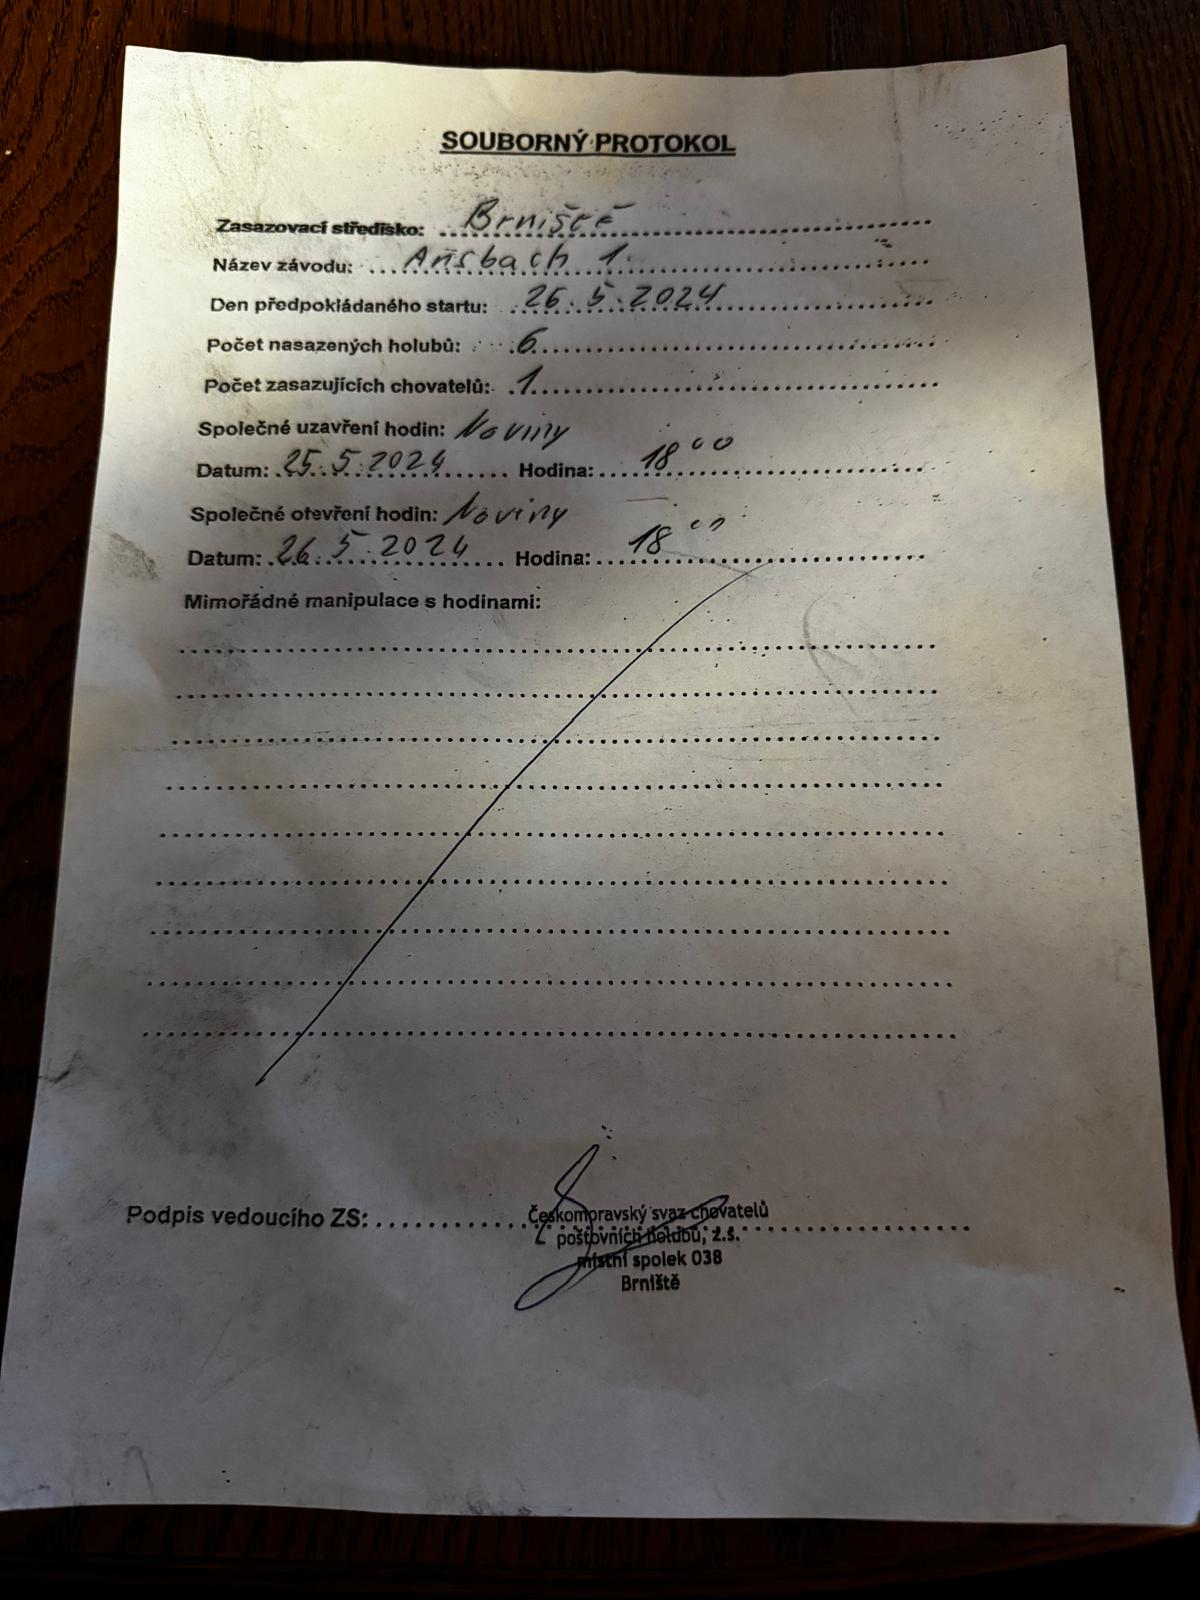 SOUBORNÝ PROTOKOL
Zasazovací středisko: Brniště
Název závodu: Ansbach 1.
Den předpokládaného startu: 26.5.2024
Počet nasazených holubů: 6
Počet zasazujících chovatelů: 1
Společné uzavření hodin: Noviny
Datum: 25.5.2024 Hodina: 18 00
Společné otevření hodin: Noviny
Datum: 26.5.2024 Hodina: 18 00
Mimořádné manipulace s hodinami:
Podpis vedoucího ZS:
Českomoravský svaz chovatelů
poštovních holubů, z.s.
místní spolek 038
Brniště